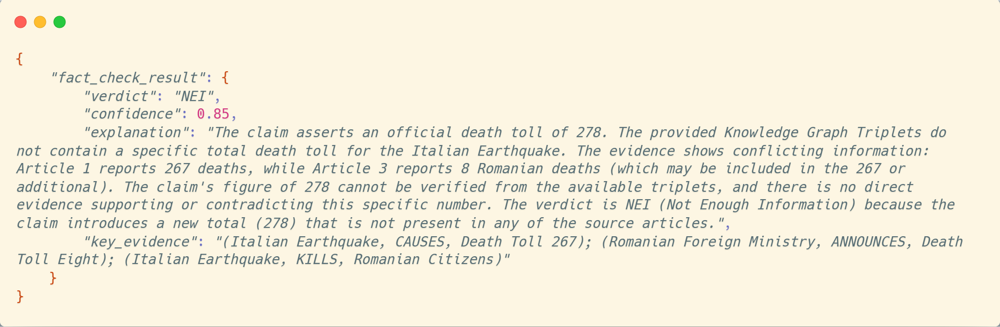 {
    "fact_check_result": {
        "verdict": "NEI",
        "confidence": 0.85,
        "explanation": "The claim asserts an official death toll of 278. The provided Knowledge Graph Triplets do
not contain a specific total death toll for the Italian Earthquake. The evidence shows conflicting information:
Article 1 reports 267 deaths, while Article 3 reports 8 Romanian deaths (which may be included in the 267 or
additional). The claim's figure of 278 cannot be verified from the available triplets, and there is no direct
evidence supporting or contradicting this specific number. The verdict is NEI (Not Enough Information) because the
claim introduces a new total (278) that is not present in any of the source articles.",
        "key_evidence": "(Italian Earthquake, CAUSES, Death Toll 267); (Romanian Foreign Ministry, ANNOUNCES, Death
Toll Eight); (Italian Earthquake, KILLS, Romanian Citizens)"
    }
}